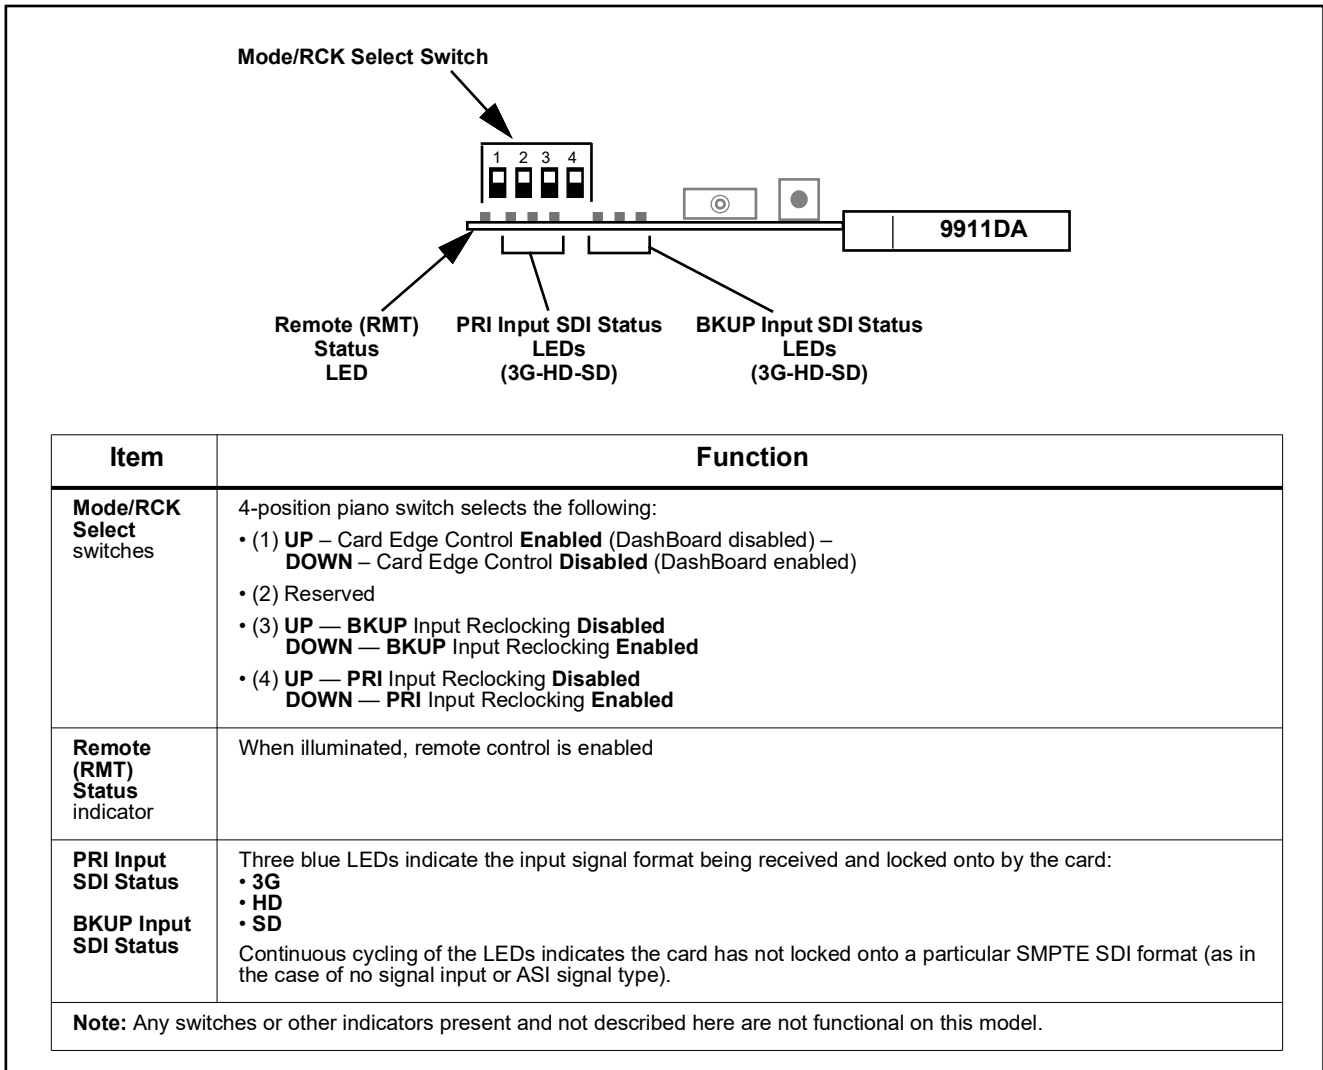 Mode/RCK Select Switch
1 2 3 4
9911DA
Remote (RMT)
Status
LED
PRI Input SDI Status
LEDs
(3G-HD-SD)
BKUP Input SDI Status
LEDs
(3G-HD-SD)
Item
Function
Mode/RCK
Select
switches
4-position piano switch selects the following:
• (1) UP – Card Edge Control Enabled (DashBoard disabled) –
DOWN – Card Edge Control Disabled (DashBoard enabled)
• (2) Reserved
• (3) UP — BKUP Input Reclocking Disabled
DOWN — BKUP Input Reclocking Enabled
• (4) UP — PRI Input Reclocking Disabled
DOWN — PRI Input Reclocking Enabled
Remote
(RMT)
Status
indicator
When illuminated, remote control is enabled
PRI Input
SDI Status
BKUP Input
SDI Status
Three blue LEDs indicate the input signal format being received and locked onto by the card:
• 3G
• HD
• SD
Continuous cycling of the LEDs indicates the card has not locked onto a particular SMPTE SDI format (as in
the case of no signal input or ASI signal type).
Note: Any switches or other indicators present and not described here are not functional on this model.